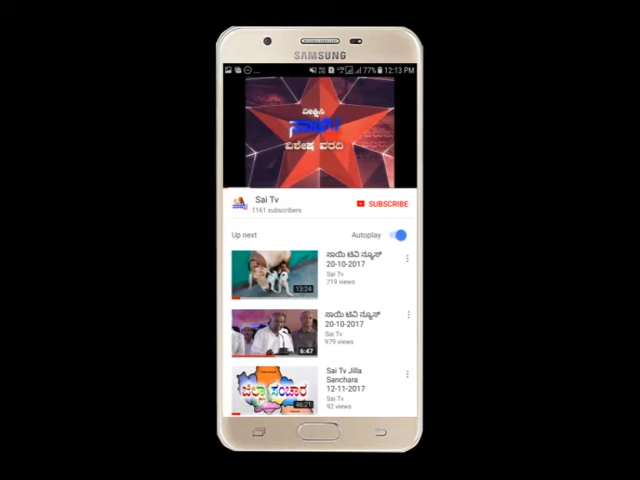 SAMSUNG
77% 12:13 PM
ವೀಕ್ಷಿಸಿ
ವಿಶೇಷ ವರದಿ
Sai Tv
1161 subscribers
SUBSCRIBE
Up next
Autoplay
ಸಾಯಿ ಟಿವಿ ನ್ಯೂಸ್
20-10-2017
Sai Tv
719 views
13:24
ಸಾಯಿ ಟಿವಿ ನ್ಯೂಸ್
20-10-2017
Sai Tv
979 views
6:47
Sai Tv Jilla
Sanchara
12-11-2017
Sai Tv
92 views
ಜಿಲ್ಲಾ ಸಂಚಾರ
46:21